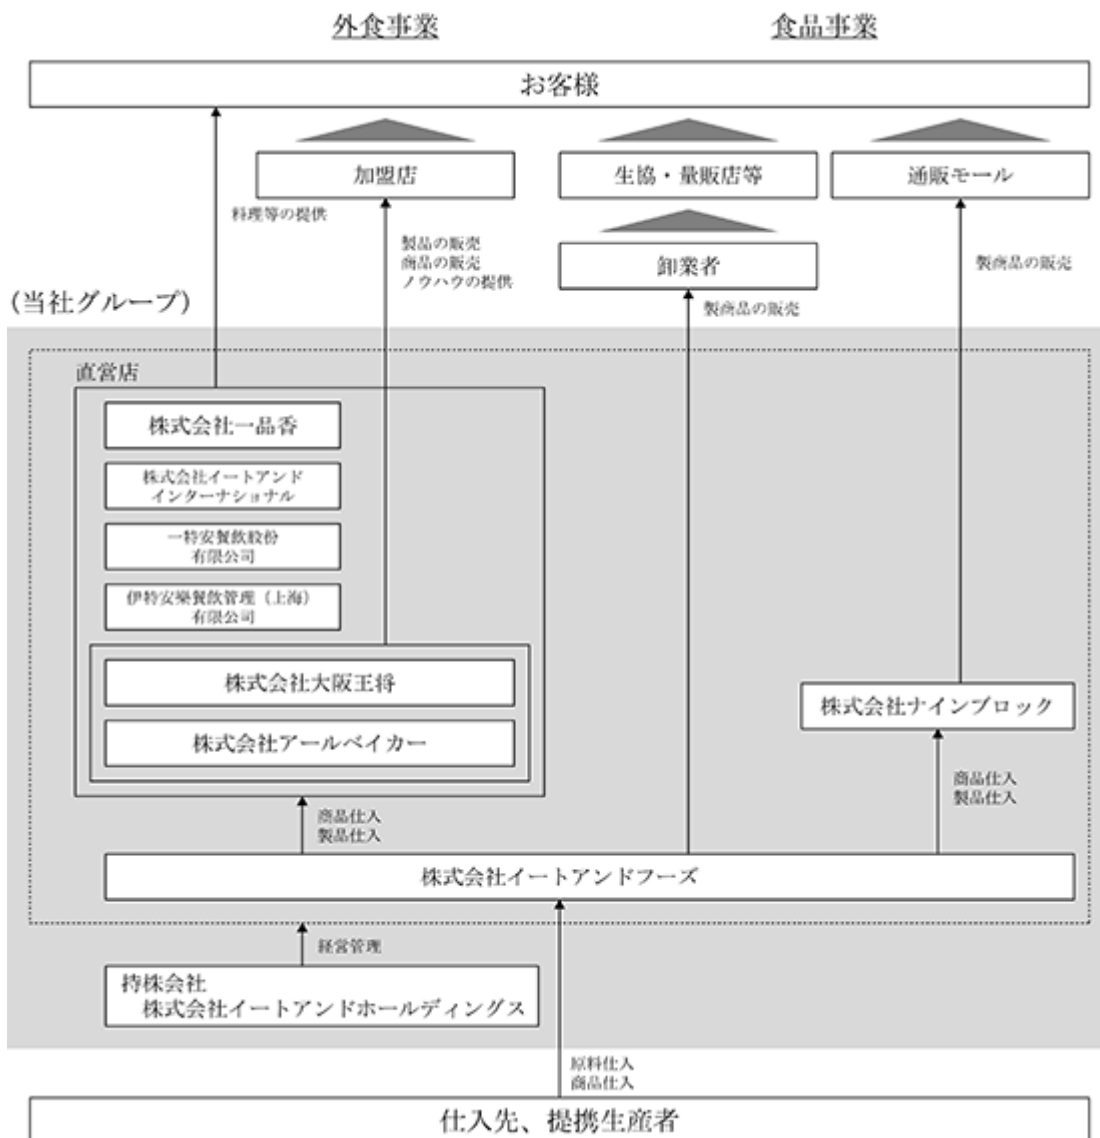 外食事業
食品事業
お客様
加盟店
生協・量販店等
通販モール
料理等の提供
製品の販売
商品の販売
ノウハウの提供
卸業者
製商品の販売
製商品の販売
(当社グループ)
直営店
株式会社一品香
株式会社イートアンド
インターナショナル
一特安餐飲股份
有限公司
伊特安樂餐飲管理（上海）
有限公司
株式会社大阪王将
株式会社アールベイカー
株式会社ナインブロック
商品仕入
製品仕入
商品仕入
製品仕入
株式会社イートアンドフーズ
経営管理
持株会社
株式会社イートアンドホールディングス
原料仕入
商品仕入
仕入先、提携生産者